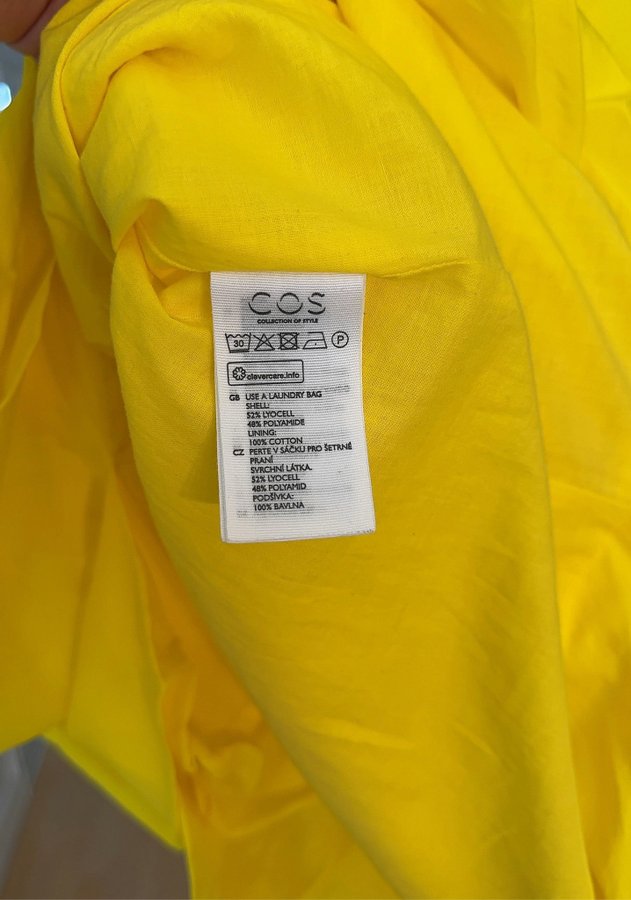 COS
COLLECTION OF STYLE
30 P
clevercare.info
GB USE A LAUNDRY BAG
SHELL:
52% LYOCELL
48% POLYAMIDE
LINING:
100% COTTON
CZ PERTE V SÁČKU PRO ŠETRNÉ
PRANÍ
SVRCHNÍ LÁTKA.
52% LYOCELL
48% POLYAMID
PODŠÍVKA:
100% BAVLNA